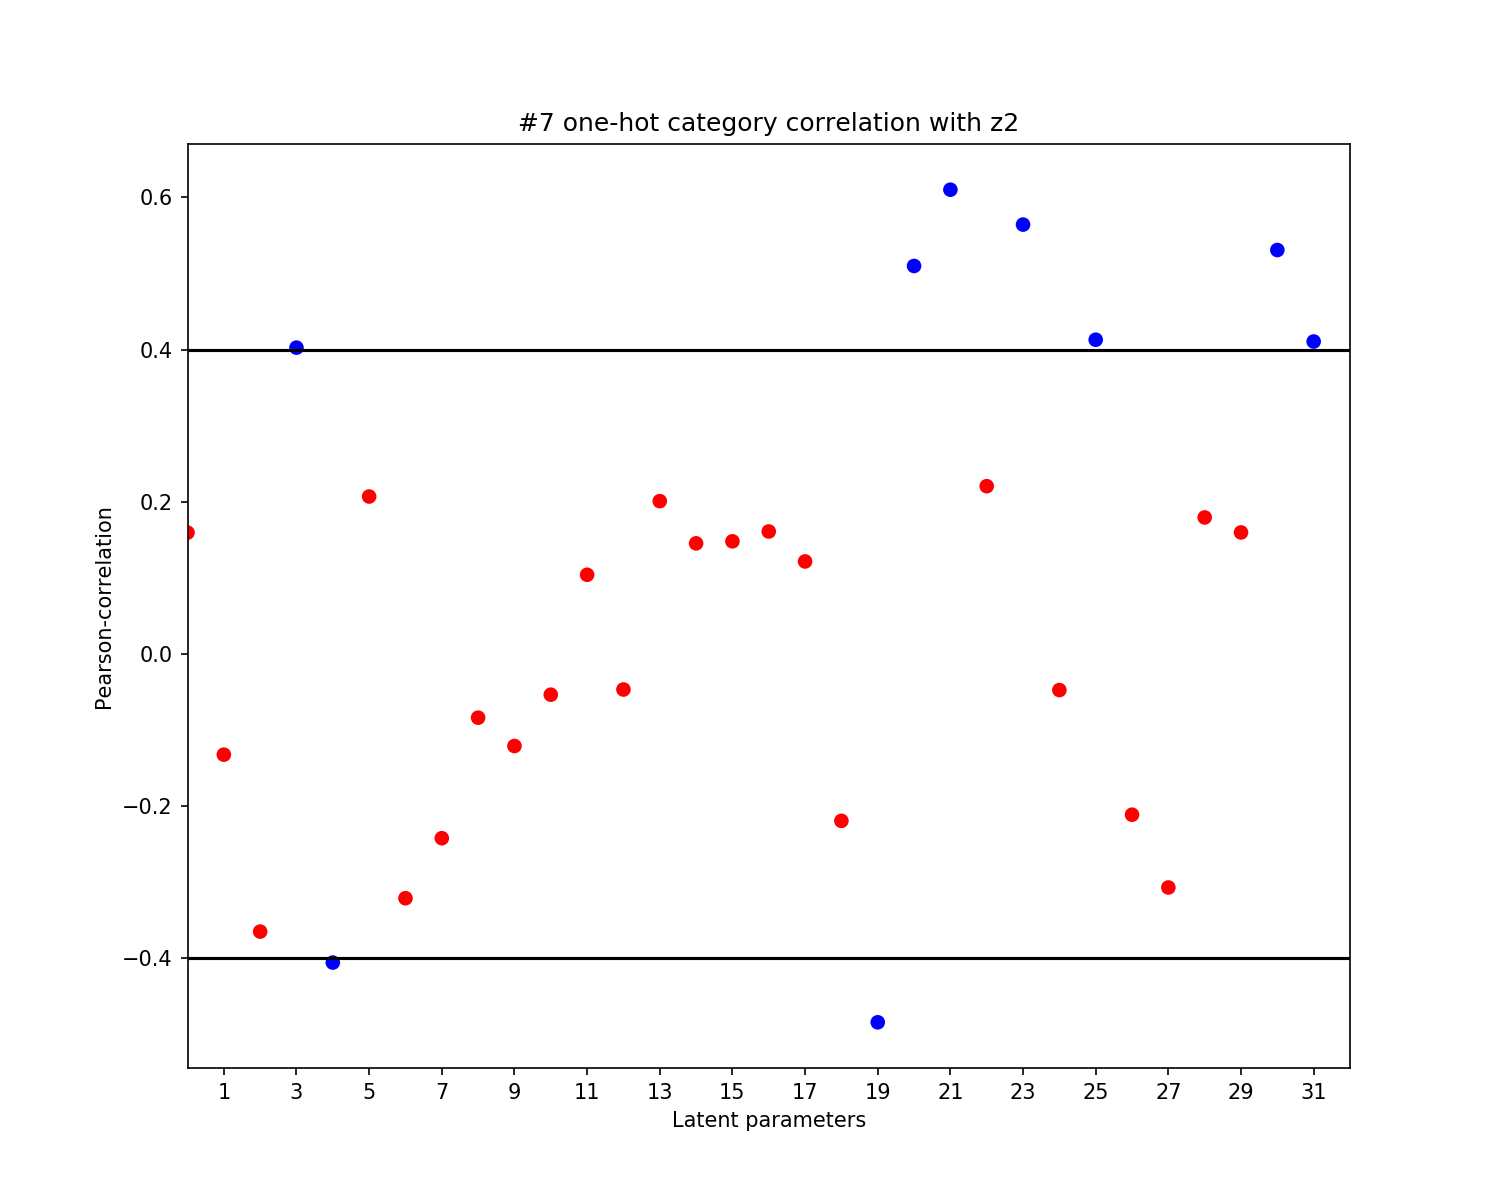 #7 one-hot category correlation with z2
0.6
0.4
0.2
0.0
−0.2
−0.4
Pearson-correlation
1 3 5 7 9 11 13 15 17 19 21 23 25 27 29 31
Latent parameters